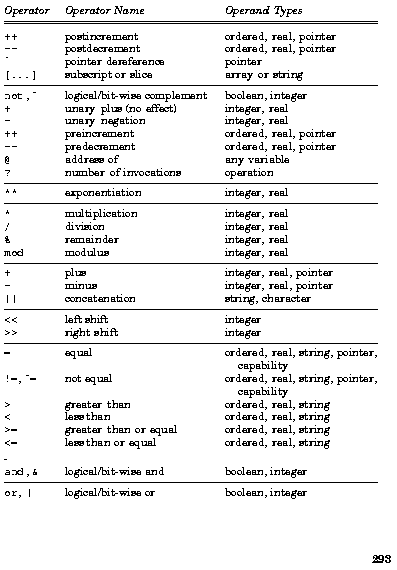 Operator Operator Name Operand Types
++ postincrement ordered, real, pointer
-- postdecrement ordered, real, pointer
^ pointer dereference pointer
[...] subscript or slice array or string
not, ~ logical/bit-wise complement boolean, integer
+ unary plus (no effect) integer, real
- unary negation integer, real
++ preincrement ordered, real, pointer
-- predecrement ordered, real, pointer
@ address of any variable
? number of invocations operation
** exponentiation integer, real
* multiplication integer, real
/ division integer, real
% remainder integer, real
mod modulus integer, real
+ plus integer, real, pointer
- minus integer, real, pointer
|| concatenation string, character
<< left shift integer
>> right shift integer
= equal ordered, real, string, pointer,
capability
!=, ~= not equal ordered, real, string, pointer,
capability
> greater than ordered, real, string
< less than ordered, real, string
>= greater than or equal ordered, real, string
<= less than or equal ordered, real, string
and, & logical/bit-wise and boolean, integer
or, | logical/bit-wise or boolean, integer
293